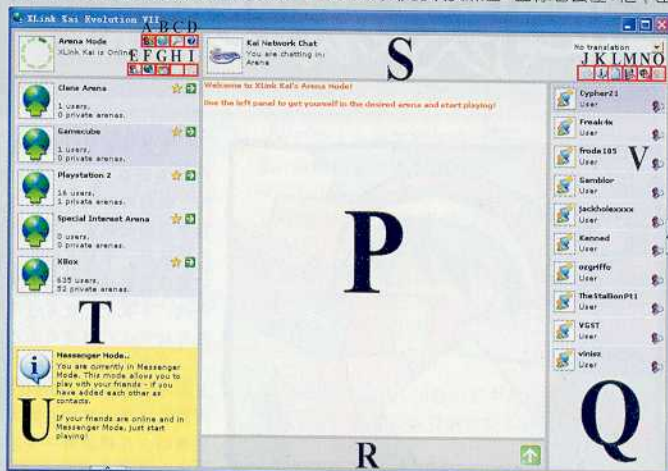 XLink Kai Evolution VII
A B C D
Arena Mode
XLink Kai is Online
E F G H I
Kai Network Chat
You are chatting in:
Arena
S
No translation
J K L M N O
Clone Arena
1 users.
0 private arenas.
Gamecube
1 users.
0 private arenas.
Playstation 2
16 users.
1 private arenas.
Special Interest Arena
0 users.
0 private arenas.
XBox
635 users.
52 private arenas.
T
Messenger Mode..
You are currently in Messenger
Mode. This mode allows you to
play with your friends - if you
have added each other as
contacts.
If your friends are online and in
Messenger Mode, just start
playing!
U
Welcome to XLink Kai's Arena Mode!
Use the left panel to get yourself in the desired arena and start playing!
P
R
Cypher21
User
Freak4x
User
froda185
User
V
Gamblor
User
jackholexxxx
User
Kenned
User
ozgriffo
User
TheStallionPt1
User
VGST
User
vinisz
User
Q